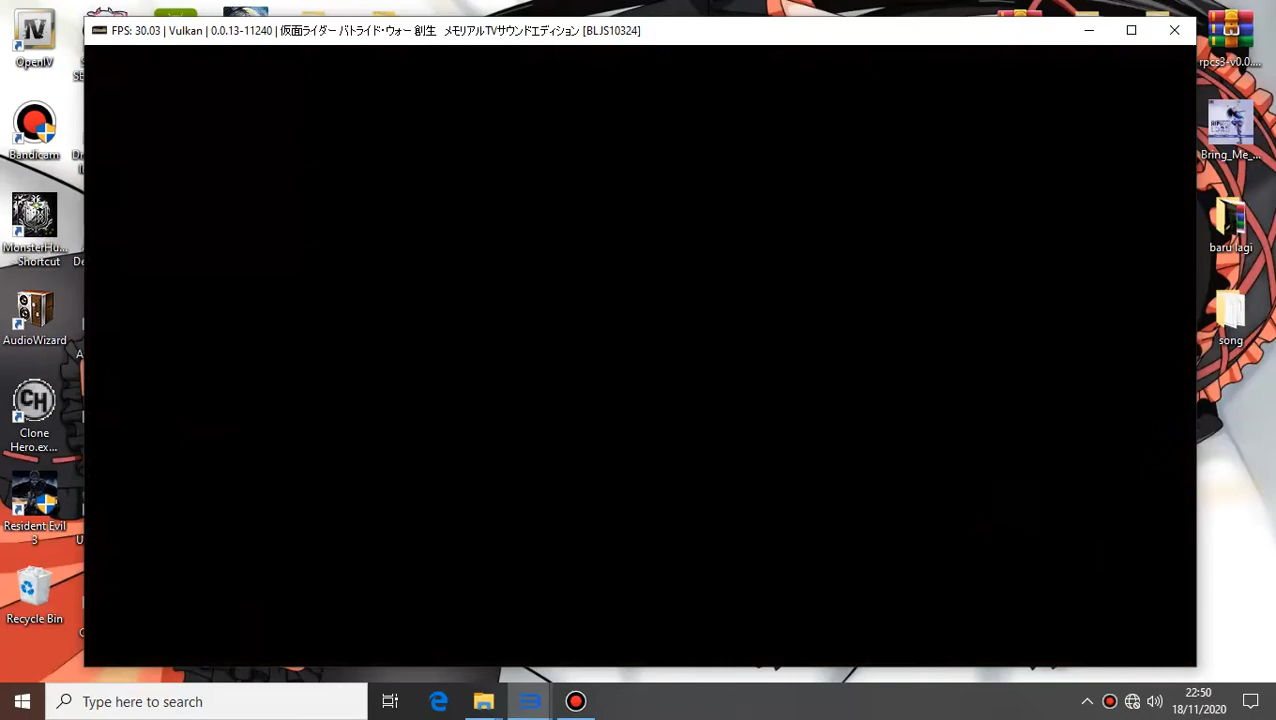 FPS: 30.03 | Vulkan | 0.0.13-11240 | 仮面ライダー バトライド・ウォー 創生　メモリアルTVサウンドエディション [BLJS10324]
OpenIV
Bandicam
MonsterHu... - Shortcut
AudioWizard
Clone Hero.ex...
Resident Evil 3
Recycle Bin
rpcs3-v0.0....
Bring_Me_...
baru lagi
song
Type here to search
22:50
18/11/2020